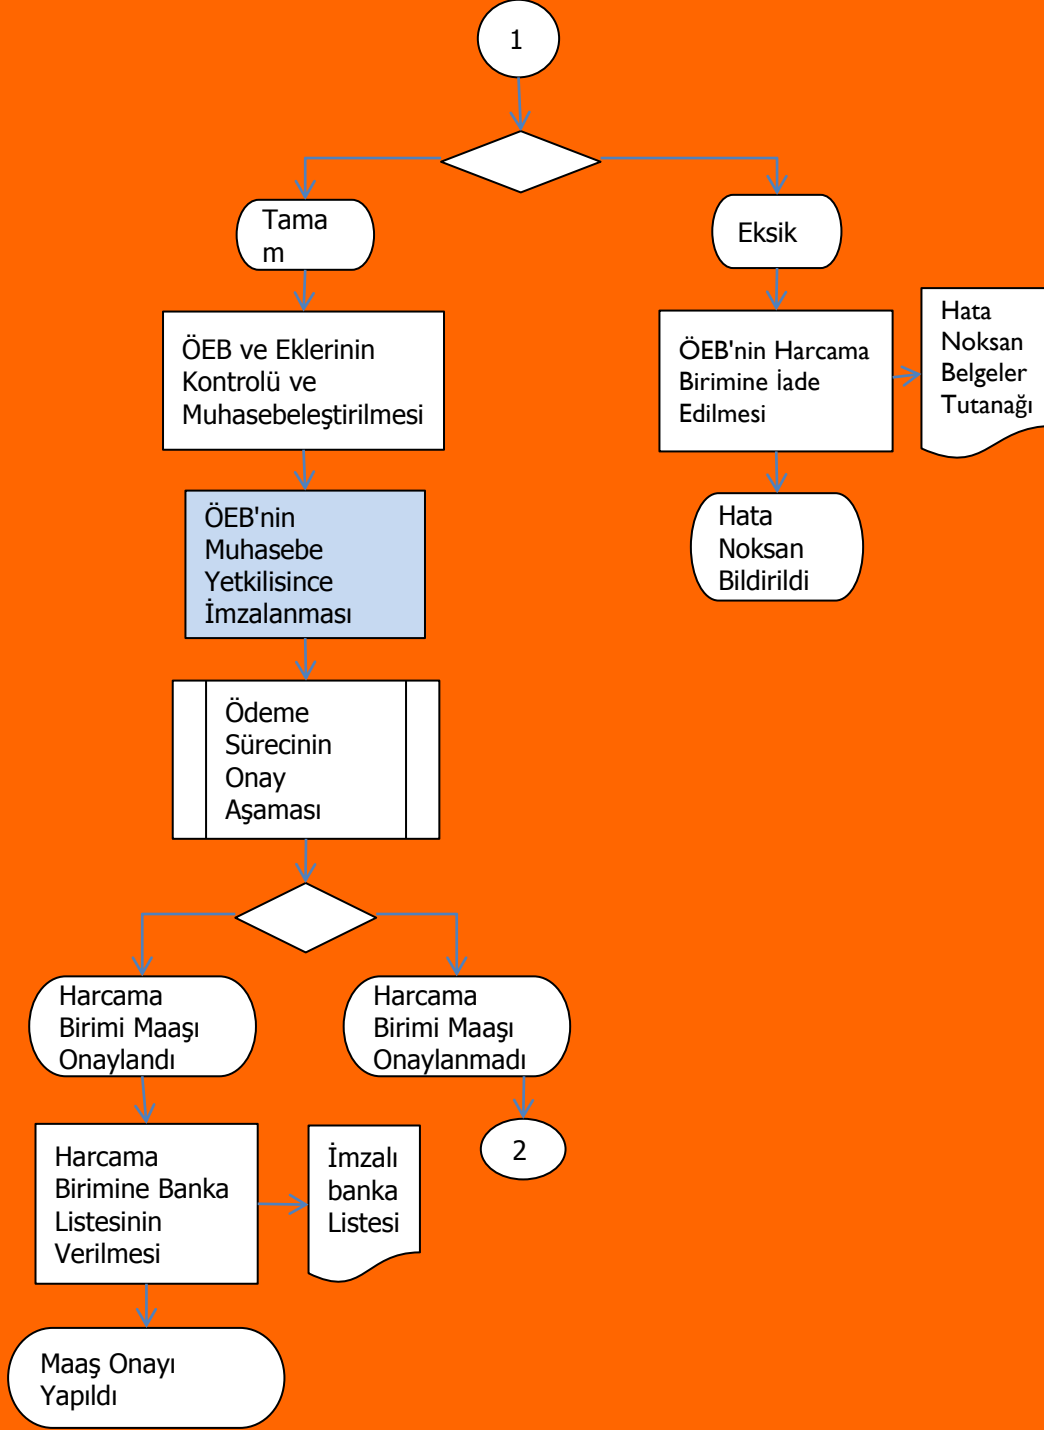 1
Tama
m
Eksik
ÖEB ve Eklerinin
Kontrolü ve
Muhasebeleştirilmesi
ÖEB'nin Harcama
Birimine İade
Edilmesi
Hata
Noksan
Belgeler
Tutanağı
ÖEB'nin
Muhasebe
Yetkilisince
İmzalanması
Hata
Noksan
Bildirildi
Ödeme
Sürecinin
Onay
Aşaması
Harcama
Birimi Maaşı
Onaylandı
Harcama
Birimi Maaşı
Onaylanmadı
2
Harcama
Birimine Banka
Listesinin
Verilmesi
İmzalı
banka
Listesi
Maaş Onayı
Yapıldı